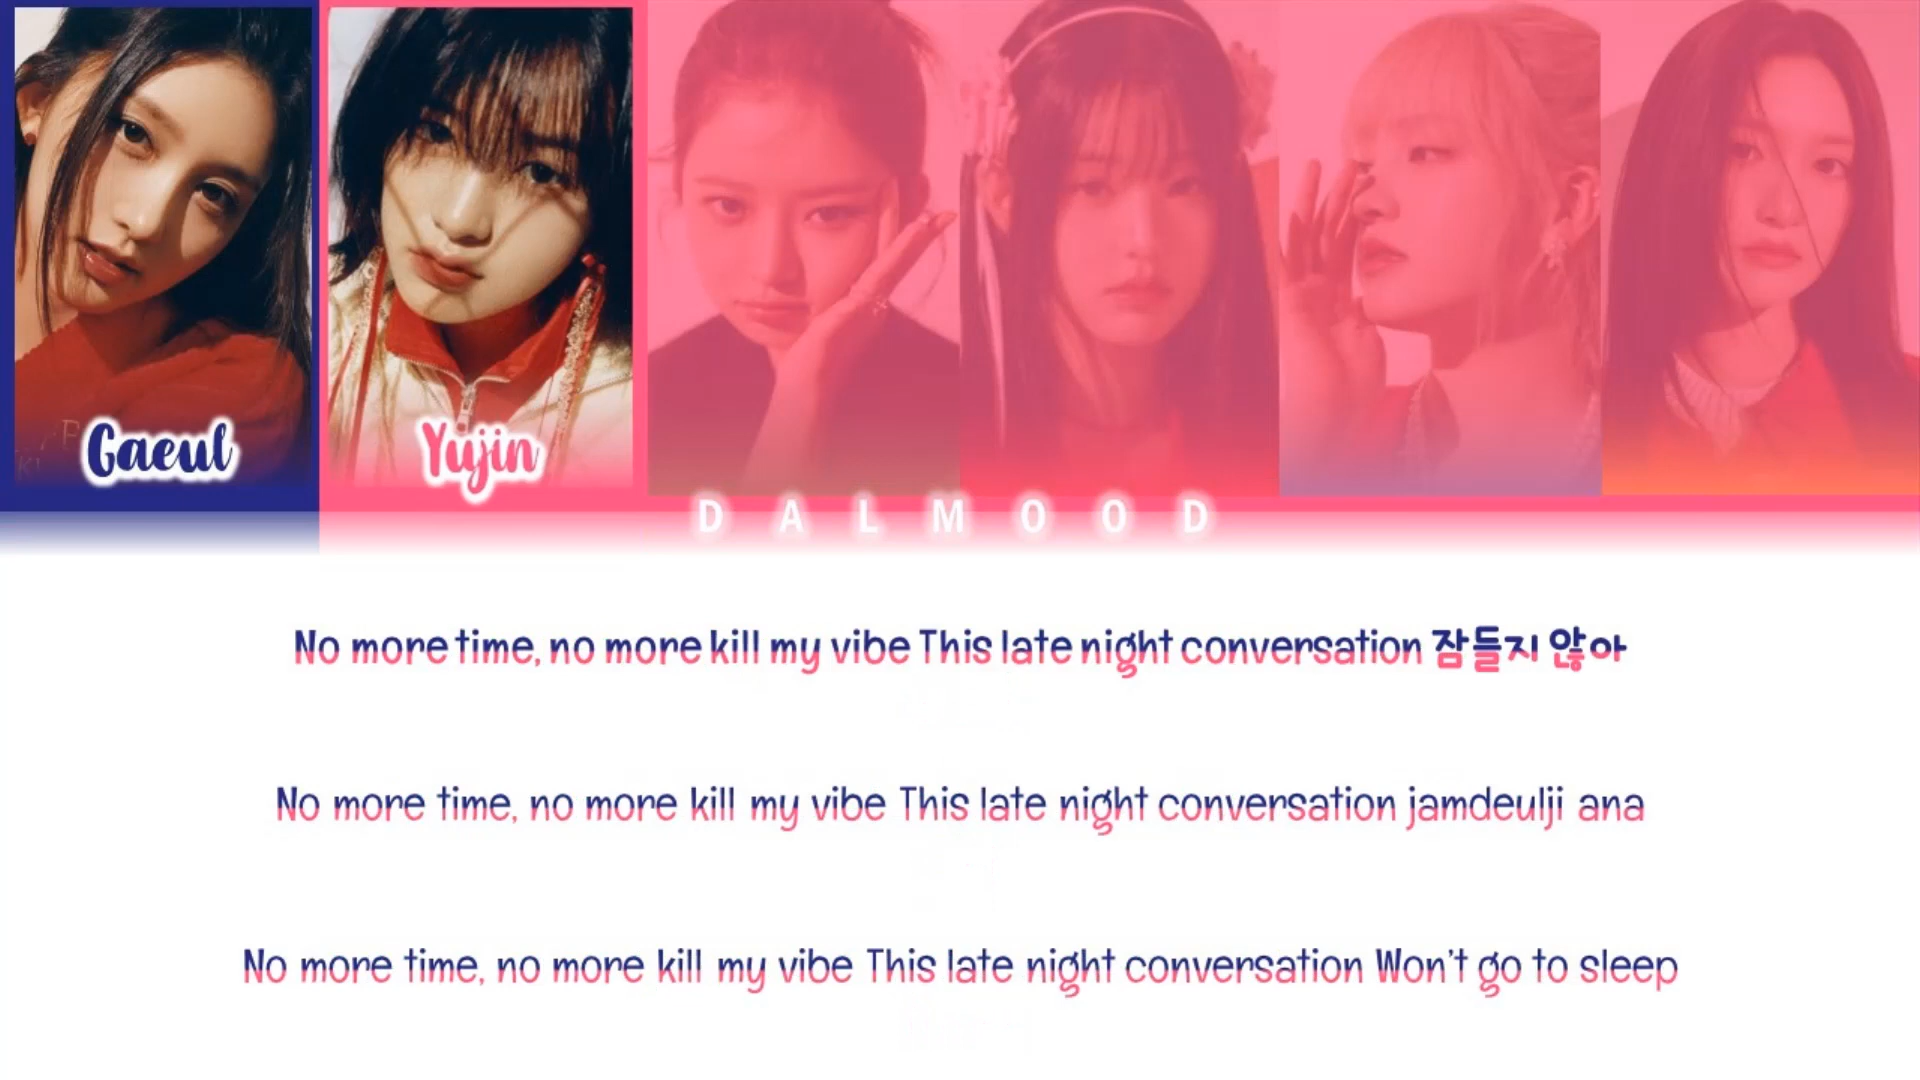 Gaeul
Yujin
DALMOOD
No more time, no more kill my vibe This late night conversation 잠들지 않아
No more time, no more kill my vibe This late night conversation jamdeulji ana
No more time, no more kill my vibe This late night conversation Won't go to sleep